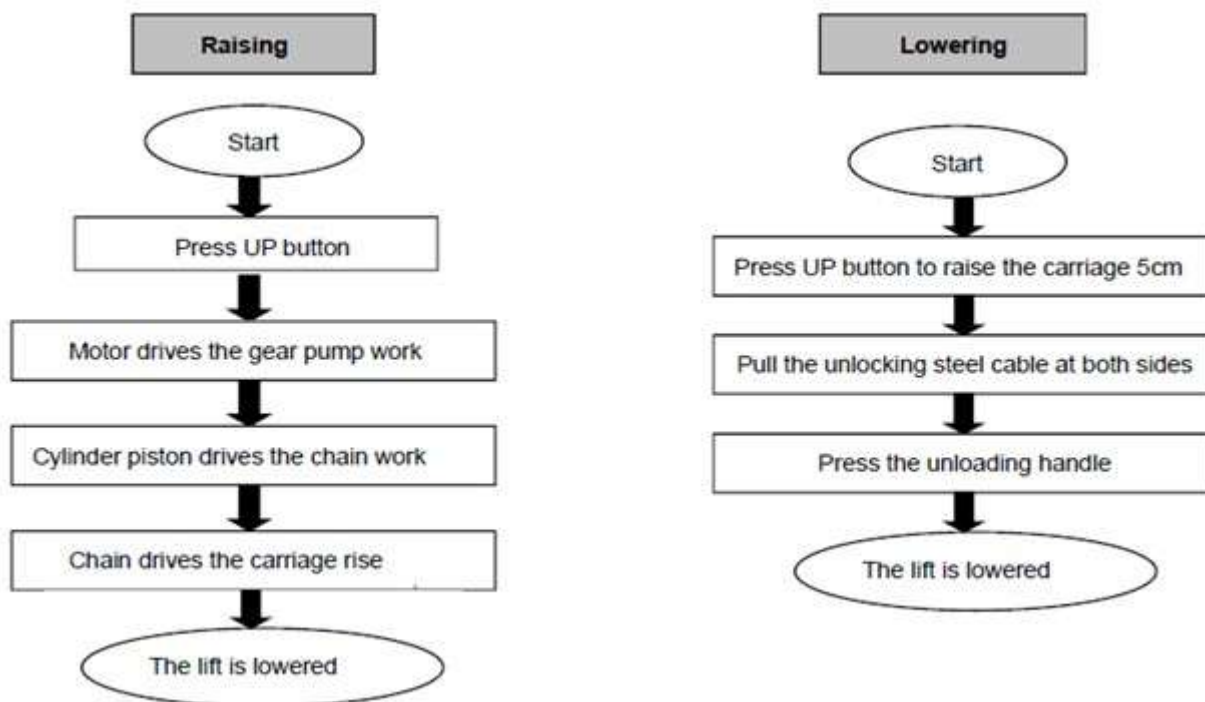 Raising
Start
Press UP button
Motor drives the gear pump work
Cylinder piston drives the chain work
Chain drives the carriage rise
The lift is lowered
Lowering
Start
Press UP button to raise the carriage 5cm
Pull the unlocking steel cable at both sides
Press the unloading handle
The lift is lowered